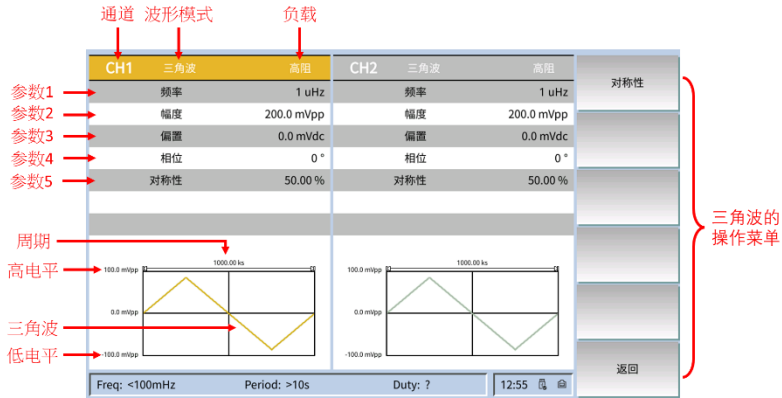 通道 波形模式 负载
CH1 三角波 高阻 CH2 三角波 高阻 对称性
参数1 频率 1 uHz 频率 1 uHz
参数2 幅度 200.0 mVpp 幅度 200.0 mVpp
参数3 偏置 0.0 mVdc 偏置 0.0 mVdc
参数4 相位 0 ° 相位 0 °
参数5 对称性 50.00 % 对称性 50.00 %
三角波的
操作菜单
周期
1000.00 ks 1000.00 ks
高电平 100.0 mVpp 100.0 mVpp
0.0 mVpp 0.0 mVpp
三角波
低电平 -100.0 mVpp -100.0 mVpp
返回
Freq: <100mHz Period: >10s Duty: ? 12:55